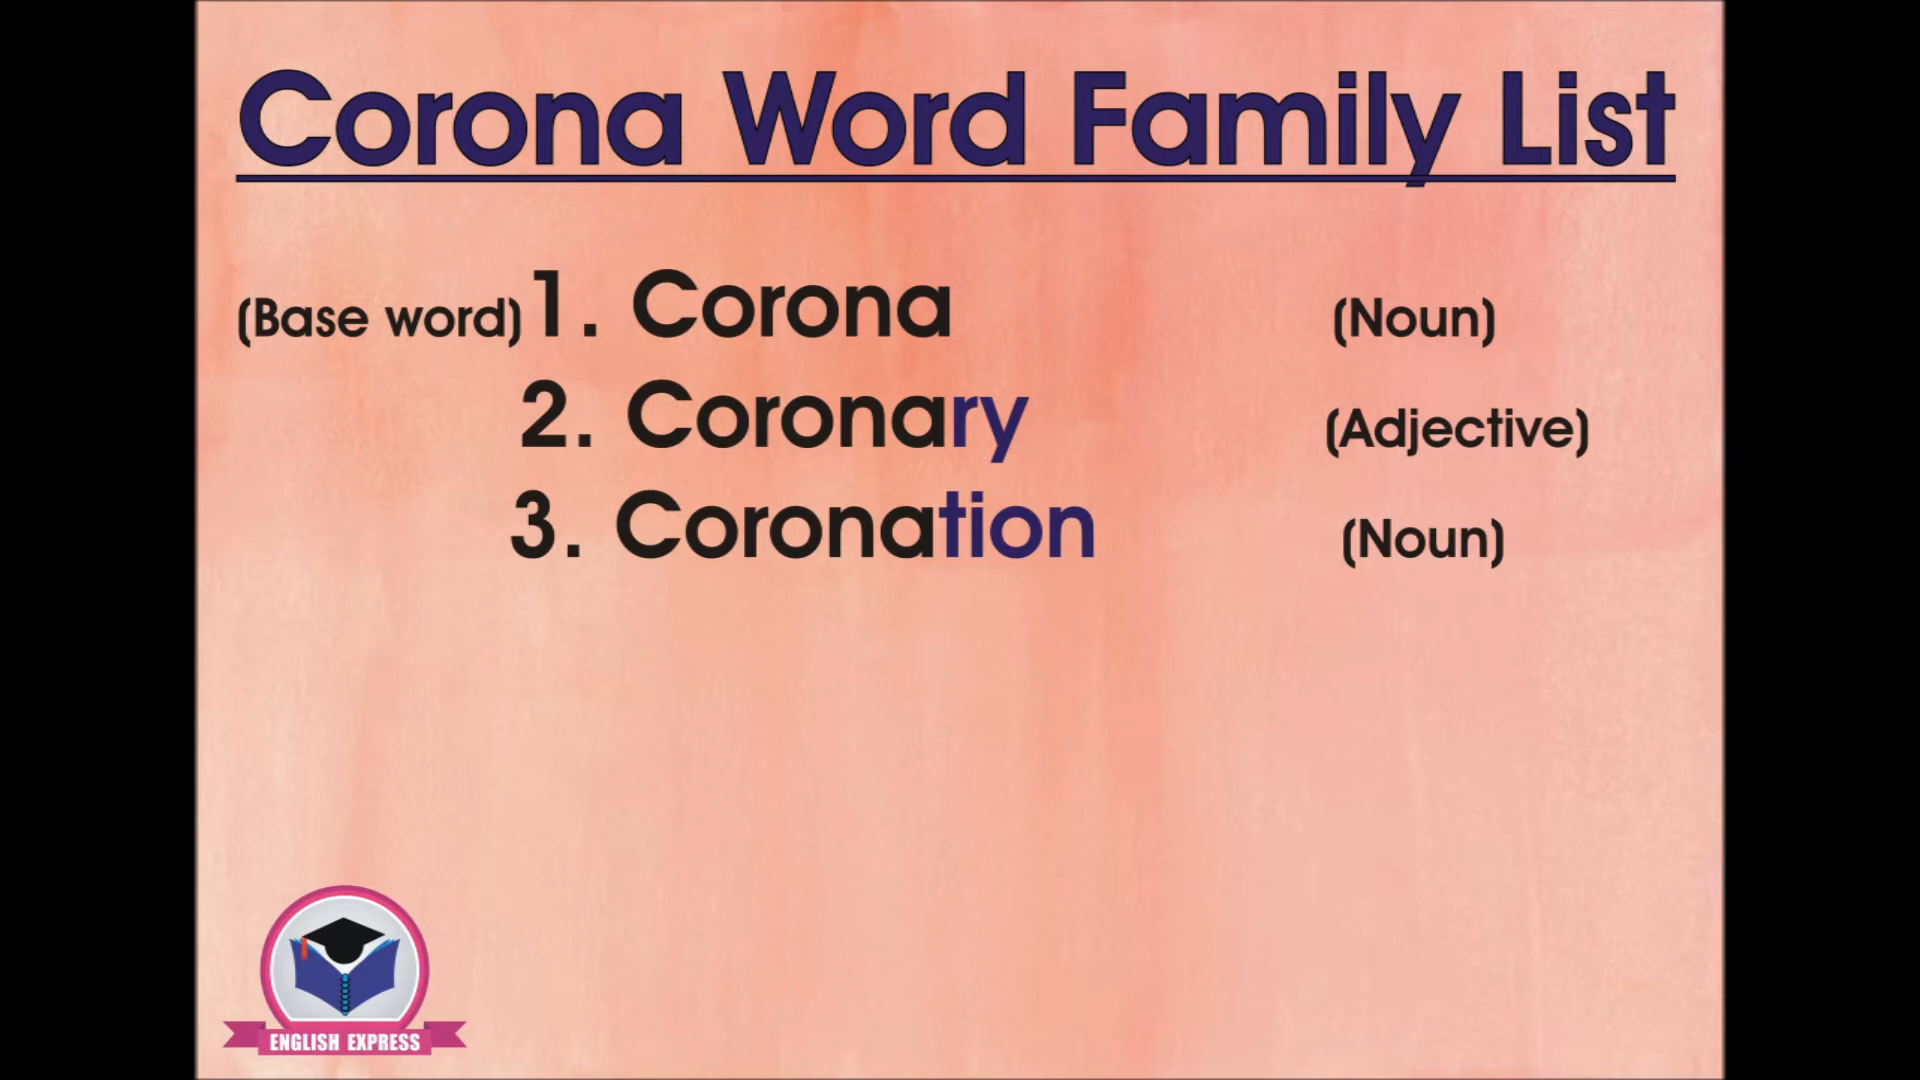 Corona Word Family List
(Base word) 1. Corona (Noun)
2. Coronary (Adjective)
3. Coronation (Noun)
ENGLISH EXPRESS